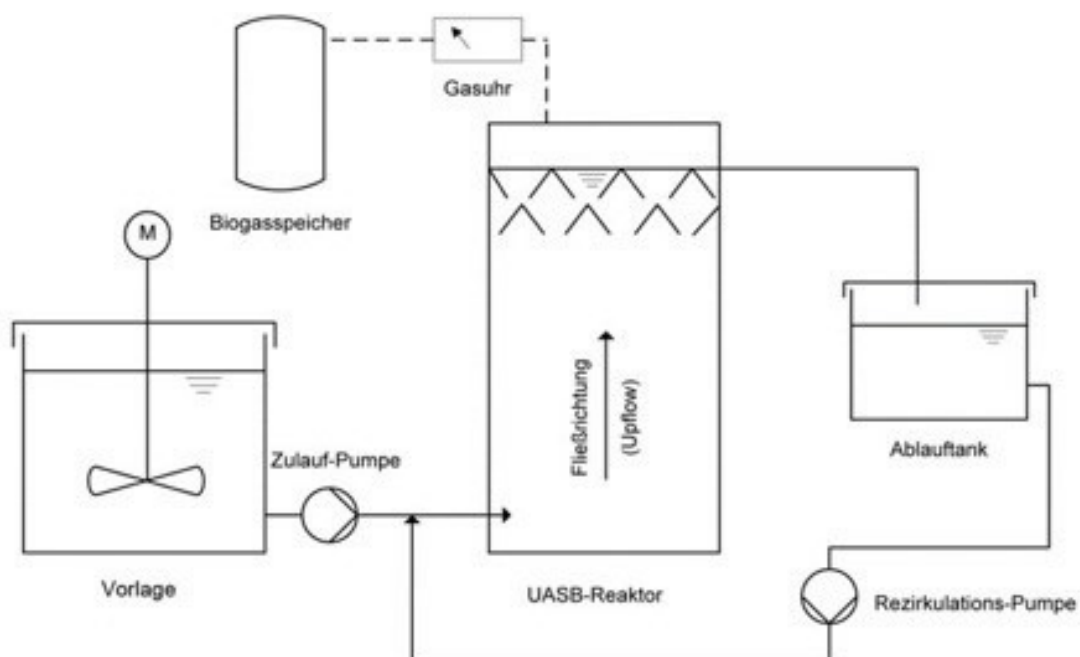 Gasuhr
Biogasspeicher
M
Fließrichtung
(Upflow)
Zulauf-Pumpe
Ablauftank
Vorlage
UASB-Reaktor
Rezirkulations-Pumpe